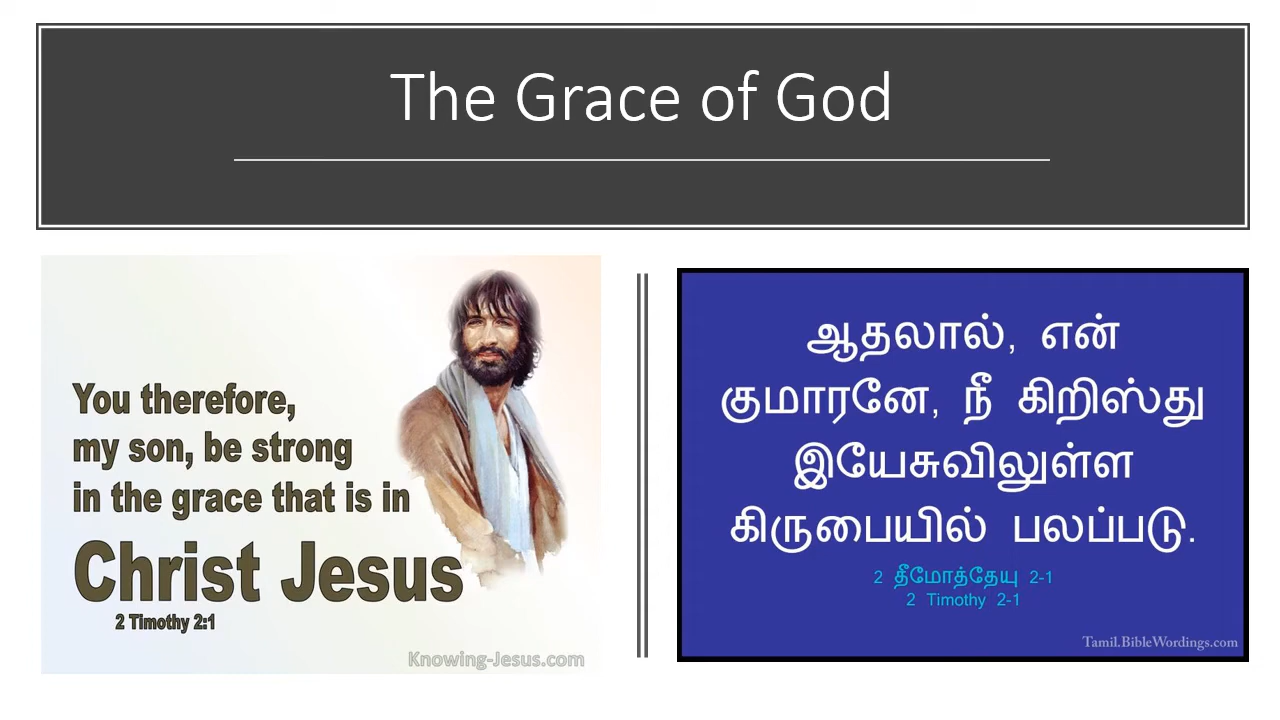 The Grace of God
You therefore,
my son, be strong
in the grace that is in
Christ Jesus
2 Timothy 2:1
Knowing-Jesus.com
ஆதலால், என்
குமாரனே, நீ கிறிஸ்து
இயேசுவிலுள்ள
கிருபையில் பலப்படு.
2 தீமோத்தேயு 2-1
2 Timothy 2-1
Tamil.BibleWordings.com